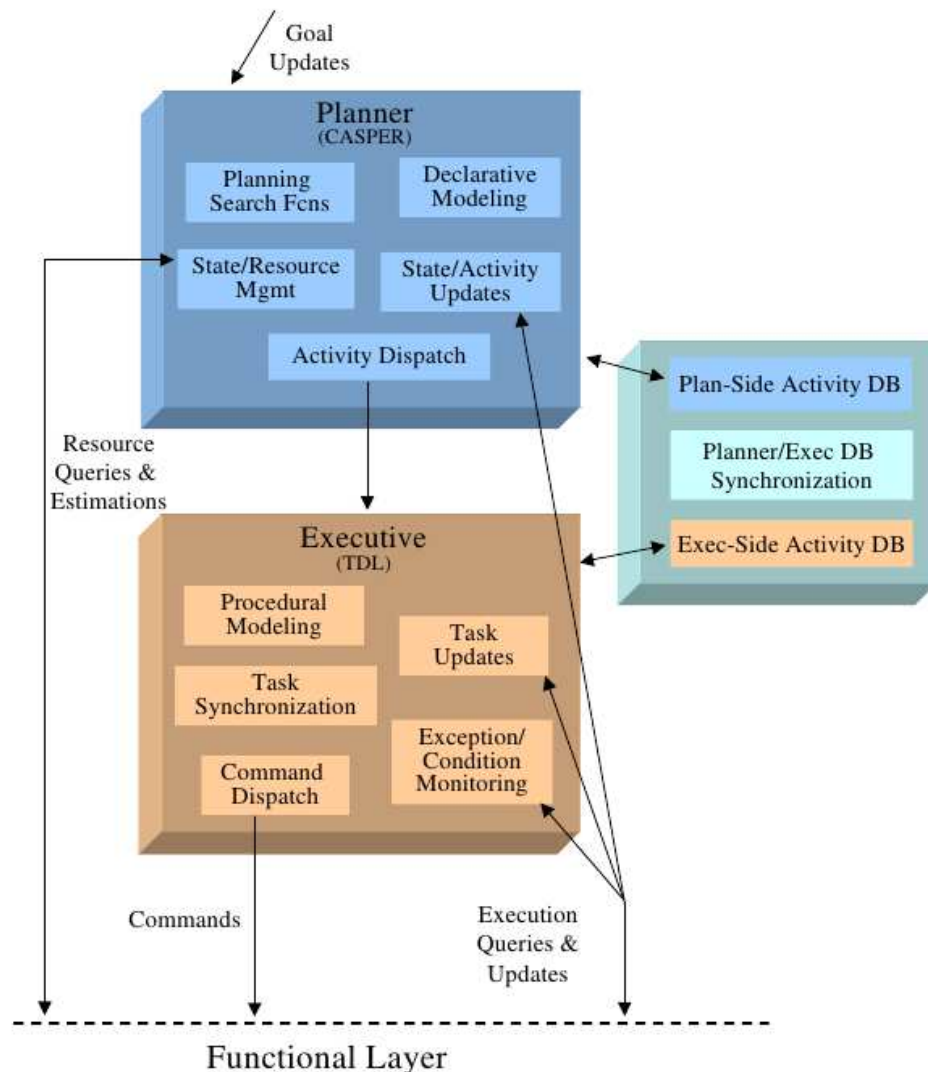 Goal
Updates
Planner
(CASPER)
Planning
Search Fcns
Declarative
Modeling
State/Resource
Mgmt
State/Activity
Updates
Activity Dispatch
Plan-Side Activity DB
Planner/Exec DB
Synchronization
Exec-Side Activity DB
Resource
Queries &
Estimations
Executive
(TDL)
Procedural
Modeling
Task
Updates
Task
Synchronization
Exception/
Condition
Monitoring
Command
Dispatch
Commands
Execution
Queries &
Updates
Functional Layer